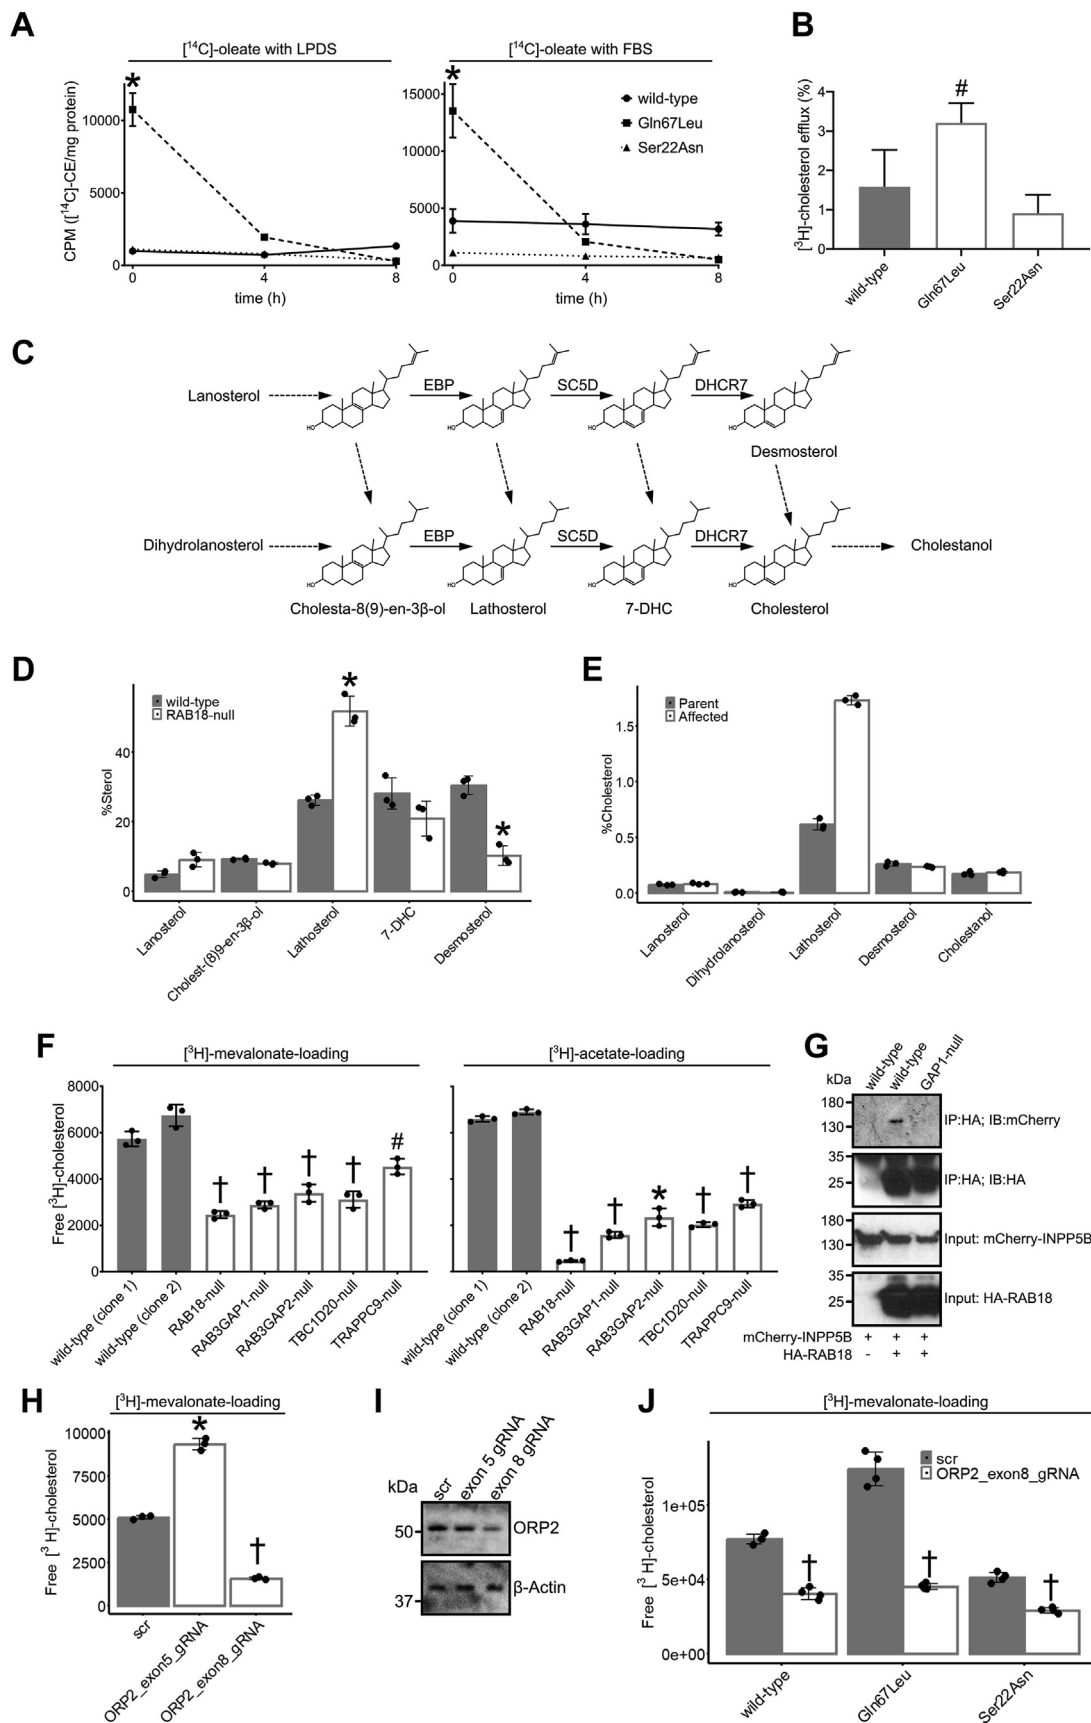 A
[¹⁴C]-oleate with LPDS
[¹⁴C]-oleate with FBS
*
*
CPM ([¹⁴C]-CE/mg protein)
10000
5000
0
15000
10000
5000
0
wild-type
Gln67Leu
Ser22Asn
0
4
8
0
4
8
time (h)
time (h)
B
[³H]-cholesterol efflux (%)
4
3
2
1
0
#
wild-type
Gln67Leu
Ser22Asn
C
Lanosterol
EBP
SC5D
DHCR7
HO
HO
HO
HO
Desmosterol
Dihydrolanosterol
EBP
SC5D
DHCR7
Cholestanol
HO
HO
HO
HO
Cholesta-8(9)-en-3β-ol
Lathosterol
7-DHC
Cholesterol
D
wild-type
RAB18-null
*
*
%Sterol
40
20
0
Lanosterol
Cholest-(8)9-en-3β-ol
Lathosterol
7-DHC
Desmosterol
E
Parent
Affected
%Cholesterol
1.5
1.0
0.5
0.0
Lanosterol
Dihydrolanosterol
Lathosterol
Desmosterol
Cholestanol
F
[³H]-mevalonate-loading
[³H]-acetate-loading
Free [³H]-cholesterol
8000
6000
4000
2000
0
†
†
†
†
#
†
†
*
†
†
wild-type (clone 1)
wild-type (clone 2)
RAB18-null
RAB3GAP1-null
RAB3GAP2-null
TBC1D20-null
TRAPPC9-null
wild-type (clone 1)
wild-type (clone 2)
RAB18-null
RAB3GAP1-null
RAB3GAP2-null
TBC1D20-null
TRAPPC9-null
G
wild-type
wild-type
GAP1-null
kDa
180
130
IP:HA; IB:mCherry
35
25
IP:HA; IB:HA
180
130
Input: mCherry-INPP5B
35
25
Input: HA-RAB18
mCherry-INPP5B + + +
HA-RAB18 - + +
H
[³H]-mevalonate-loading
Free [³ H]-cholesterol
10000
7500
5000
2500
0
*
†
scr
ORP2_exon5_gRNA
ORP2_exon8_gRNA
I
scr
exon 5 gRNA
exon 8 gRNA
kDa
50
ORP2
37
β-Actin
J
[³H]-mevalonate-loading
scr
ORP2_exon8_gRNA
Free [³ H]-cholesterol
1e+05
5e+04
0e+00
†
†
†
wild-type
Gln67Leu
Ser22Asn